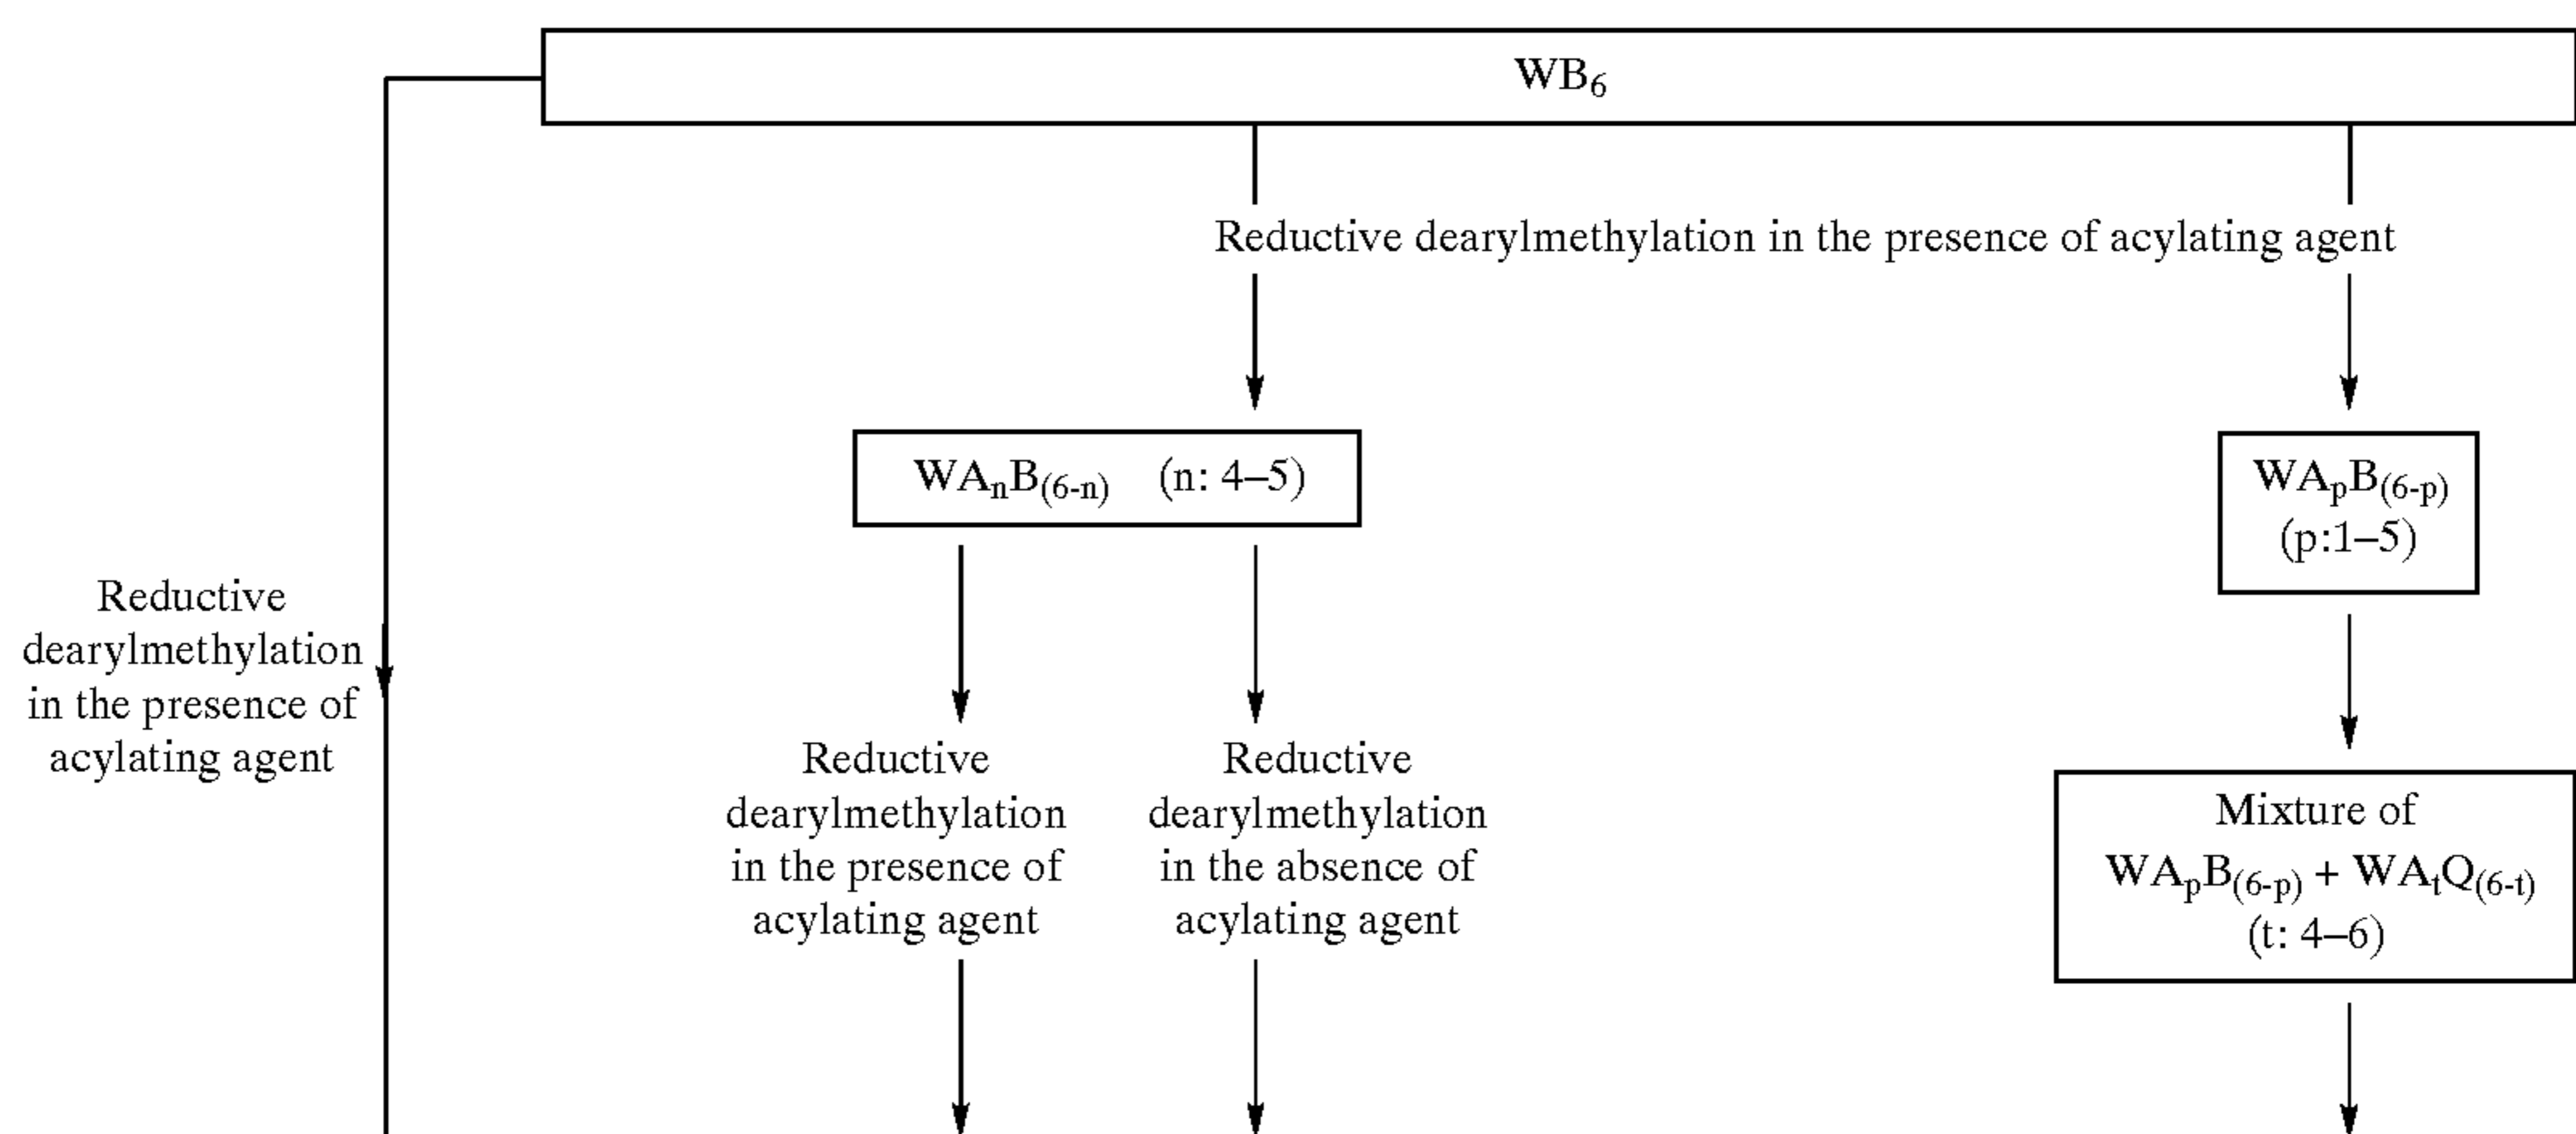 WB₆
Reductive dearylmethylation in the presence of acylating agent
WAₙB₍₆₋ₙ₎ (n: 4–5)
WAₚB₍₆₋ₚ₎
(p:1–5)
Reductive
dearylmethylation
in the presence of
acylating agent
Reductive
dearylmethylation
in the presence of
acylating agent
Reductive
dearylmethylation
in the absence of
acylating agent
Mixture of
WAₚB₍₆₋ₚ₎ + WAₜQ₍₆₋ₜ₎
(t: 4–6)